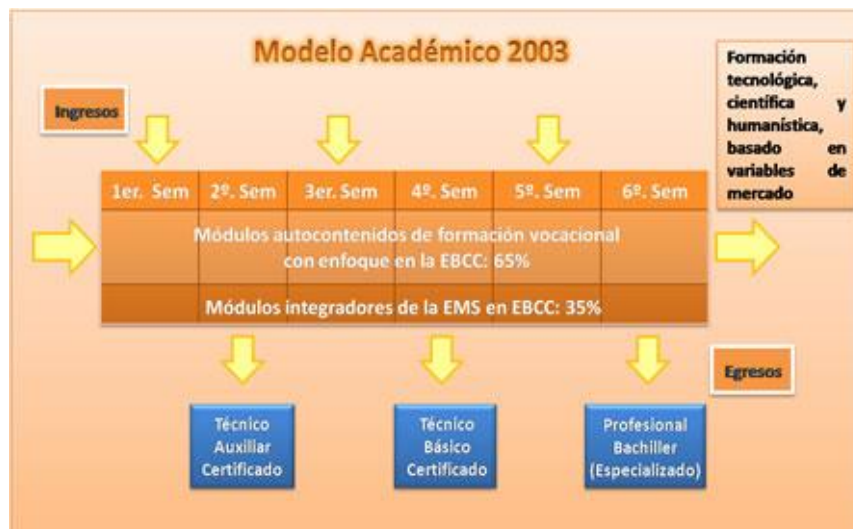 Modelo Académico 2003
Formación
tecnológica,
científica y
humanística,
basado en
variables de
mercado
Ingresos
1er. Sem 2º. Sem 3er. Sem 4º. Sem 5º. Sem 6º. Sem
Módulos autocontenidos de formación vocacional
con enfoque en la EBCC: 65%
Módulos integradores de la EMS en EBCC: 35%
Egresos
Técnico
Auxiliar
Certificado
Técnico
Básico
Certificado
Profesional
Bachiller
(Especializado)